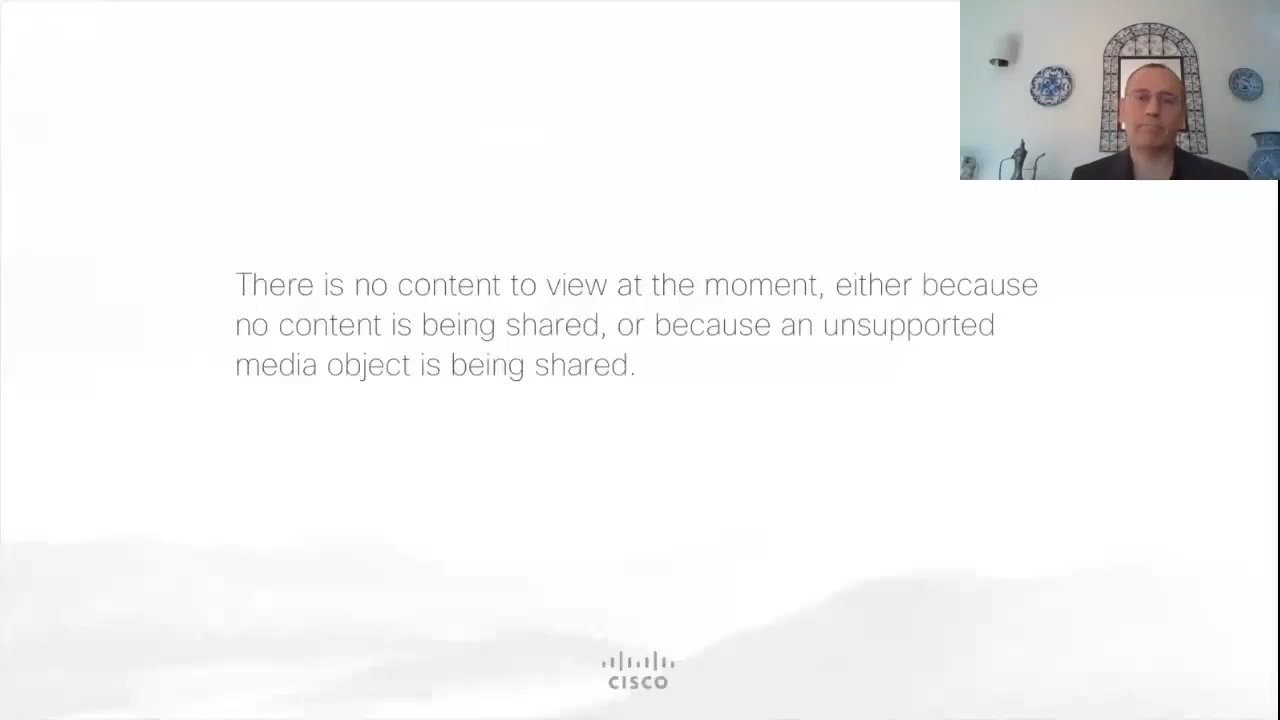 There is no content to view at the moment, either because
no content is being shared, or because an unsupported
media object is being shared.
CISCO